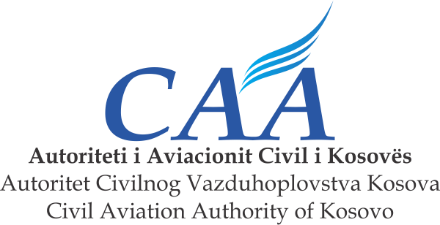 CAA
Autoriteti i Aviacionit Civil i Kosovës
Autoritet Civilnog Vazduhoplovstva Kosova
Civil Aviation Authority of Kosovo